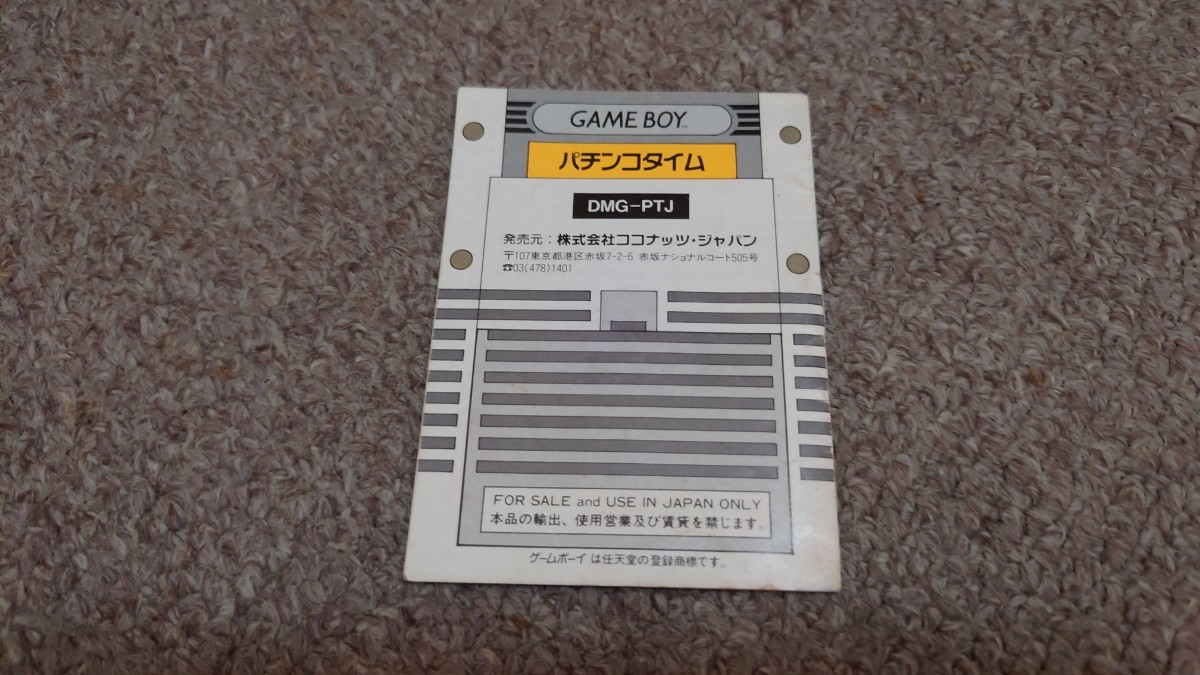 GAME BOY™
パチンコタイム
DMG-PTJ
発売元：株式会社ココナッツ・ジャパン
〒107東京都港区赤坂7-2-6 赤坂ナショナルコート505号
☎03(478)1401
FOR SALE and USE IN JAPAN ONLY
本品の輸出、使用営業及び賃貸を禁じます。
ゲームボーイ は任天堂の登録商標です。